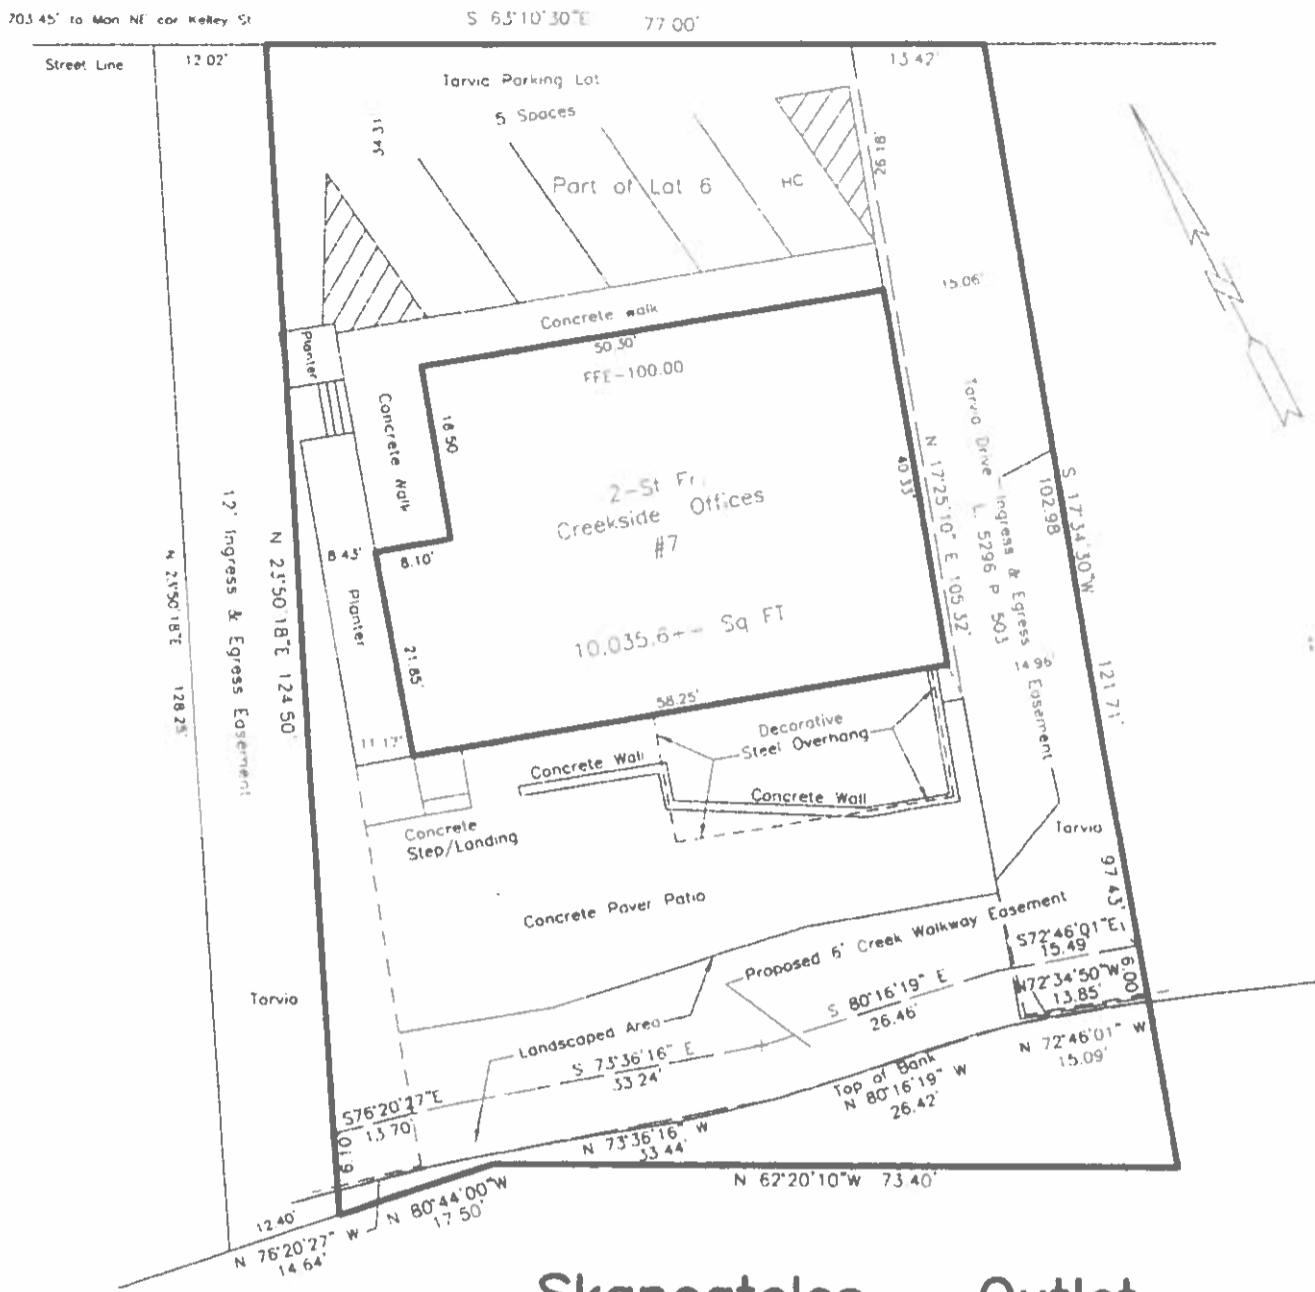 703.45' to Mon NE cor Kelley St
S 63°10'30"E 77.00'
Street Line
12.02'
13.42'
Tarvia Parking Lot
5 Spaces
34.31'
26.18'
Part of Lot 6
HC
15.06'
Concrete walk
50.30'
FFE-100.00
Planter
Concrete Walk
18.50
40.33'
N 17°25'10" E 105.32'
Tarvia Drive Ingress & Egress Easement
L. 5296 P 503
S 17°34'30"W
102.98
121.71'
2-St Fr.
Creekside Offices
#7
12' Ingress & Egress Easement
N 23°50'18"E 124.50'
N 23°50'18"E 128.25'
8.43'
8.10'
Planter
21.85'
10,035.6+- Sq FT
14.96'
58.25'
11.17'
Decorative
Steel Overhang
Concrete Wall
Concrete Wall
Concrete
Step/Landing
Tarvia
97.43'
Concrete Paver Patio
Proposed 6' Creek Walkway Easement
S72°46'01"E
15.49'
N72°34'50"W
13.85'
6.00'
Tarvia
S 80°16'19" E
26.46'
Landscaped Area
S 73°36'16" E
33.24'
N 72°46'01" W
15.09'
Top of Bank
N 80°16'19" W
26.42'
S76°20'27"E
13.70'
6.10'
N 73°36'16" W
33.44'
N 62°20'10"W 73.40'
N 80°44'00"W
17.50'
12.40'
N 76°20'27" W
14.64'
Skaneateles Outlet